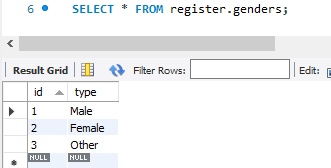 6 SELECT * FROM register.genders;
Result Grid Filter Rows: Edit:
id type
1 Male
2 Female
3 Other
NULL NULL